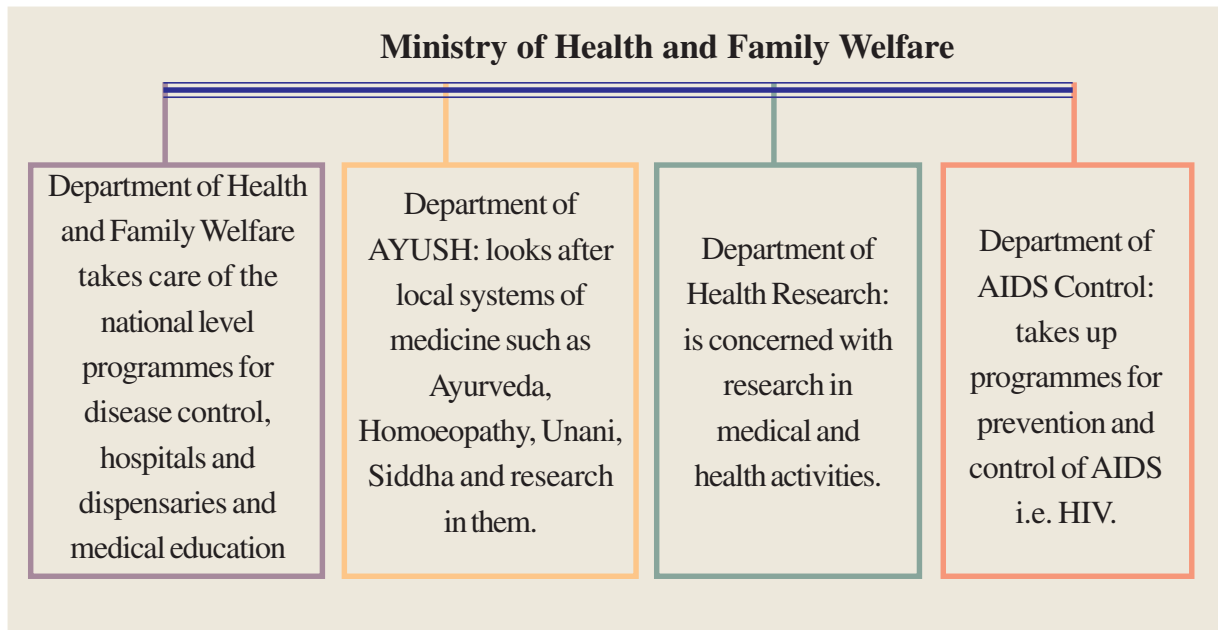 Ministry of Health and Family Welfare
Department of Health
and Family Welfare
takes care of the
national level
programmes for
disease control,
hospitals and
dispensaries and
medical education
Department of
AYUSH: looks after
local systems of
medicine such as
Ayurveda,
Homoeopathy, Unani,
Siddha and research
in them.
Department of
Health Research:
is concerned with
research in
medical and
health activities.
Department of
AIDS Control:
takes up
programmes for
prevention and
control of AIDS
i.e. HIV.